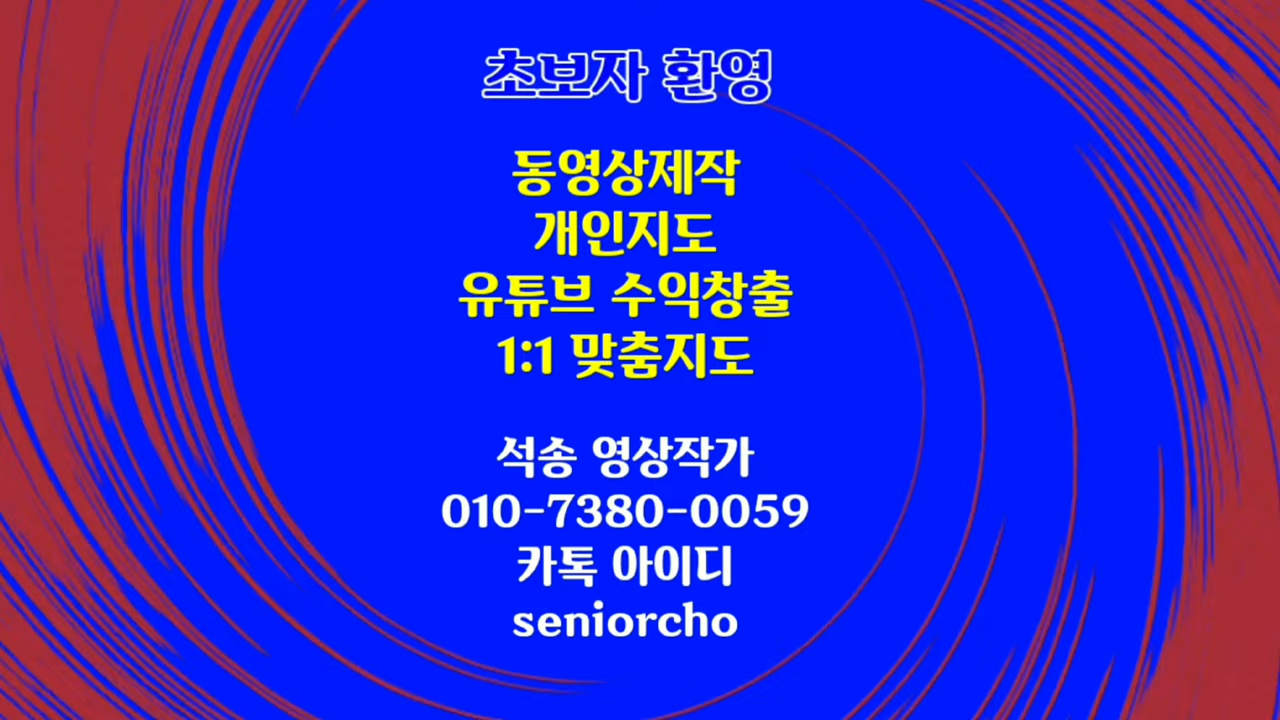 초보자 환영
동영상제작
개인지도
유튜브 수익창출
1:1 맞춤지도
석송 영상작가
010-7380-0059
카톡 아이디
seniorcho